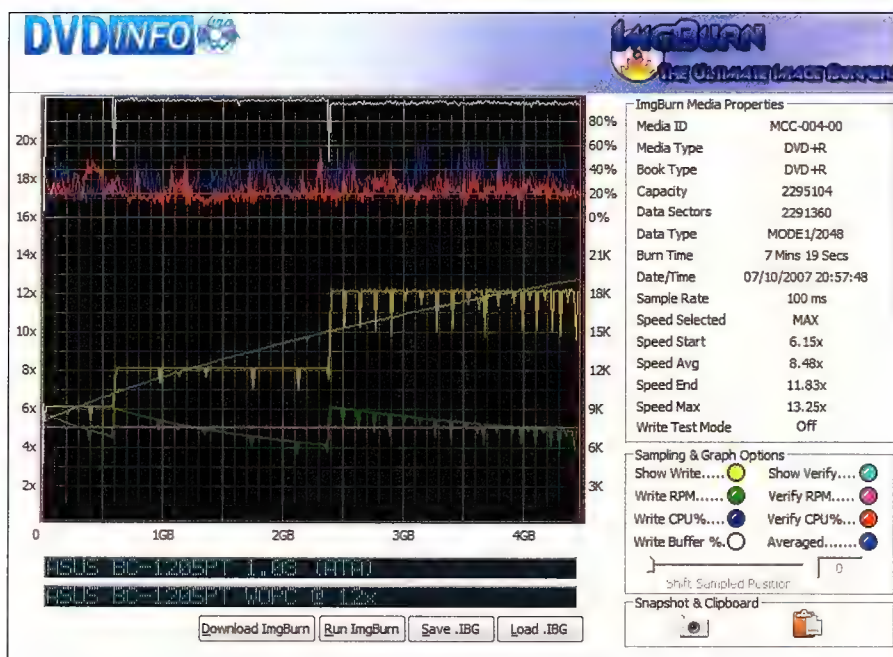 DVD INFO pro
IMGBURN
THE ULTIMATE IMAGE BURNER
20x
18x
16x
14x
12x
10x
8x
6x
4x
2x
80%
60%
40%
20%
0%
21K
18K
15K
12K
9K
6K
3K
0
1GB
2GB
3GB
4GB
ASUS BC-1205PT 1.03 (ATA)
ASUS BC-1205PT WOPC @ 12x
Download ImgBurn
Run ImgBurn
Save .IBG
Load .IBG
ImgBurn Media Properties
Media ID MCC-004-00
Media Type DVD+R
Book Type DVD+R
Capacity 2295104
Data Sectors 2291360
Data Type MODE1/2048
Burn Time 7 Mins 19 Secs
Date/Time 07/10/2007 20:57:48
Sample Rate 100 ms
Speed Selected MAX
Speed Start 6.15x
Speed Avg 8.48x
Speed End 11.83x
Speed Max 13.25x
Write Test Mode Off
Sampling & Graph Options
Show Write..... Show Verify....
Write RPM...... Verify RPM.....
Write CPU%.... Verify CPU%...
Write Buffer %. Averaged.......
0
Shift Sampled Position
Snapshot & Clipboard